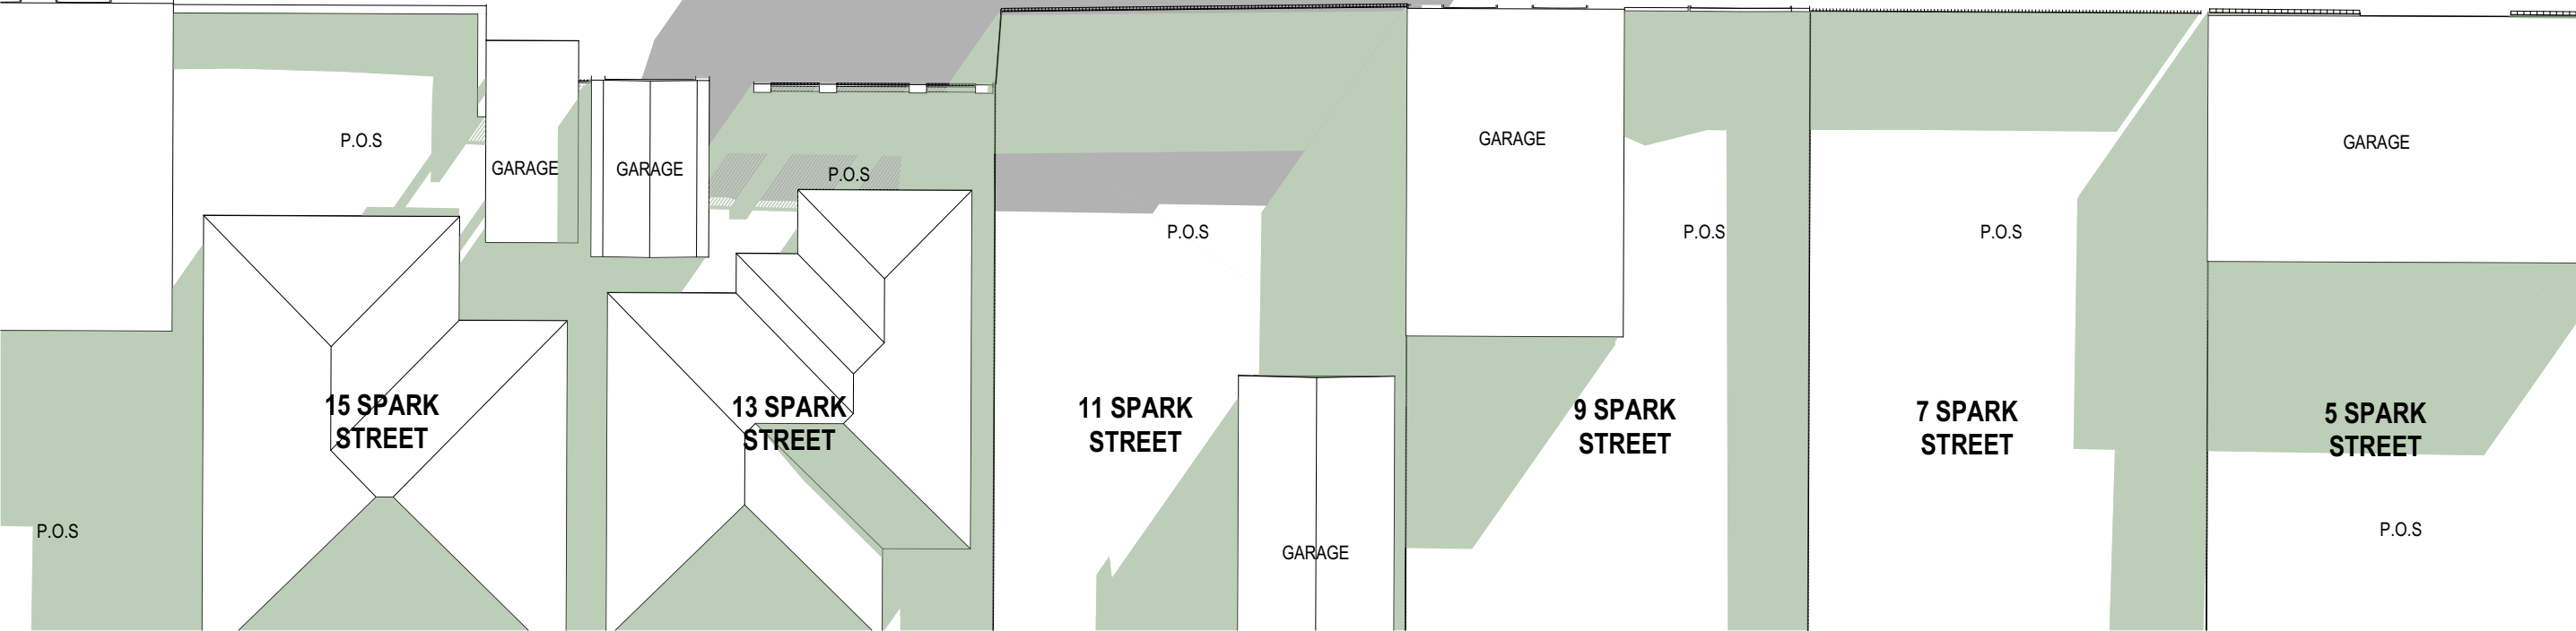 P.O.S
GARAGE
GARAGE
P.O.S
GARAGE
GARAGE
P.O.S
P.O.S
P.O.S
15 SPARK
STREET
13 SPARK
STREET
11 SPARK
STREET
9 SPARK
STREET
7 SPARK
STREET
5 SPARK
STREET
P.O.S
GARAGE
P.O.S